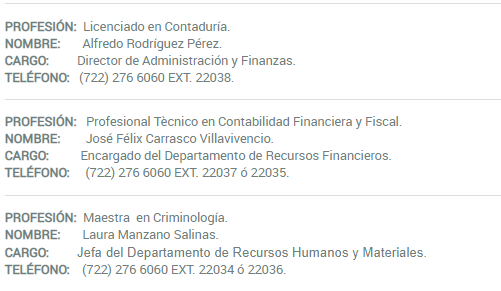 PROFESIÓN: Licenciado en Contaduría.
NOMBRE: Alfredo Rodríguez Pérez.
CARGO: Director de Administración y Finanzas.
TELÉFONO: (722) 276 6060 EXT. 22038.
PROFESIÓN: Profesional Tècnico en Contabilidad Financiera y Fiscal.
NOMBRE: José Félix Carrasco Villavivencio.
CARGO: Encargado del Departamento de Recursos Financieros.
TELÉFONO: (722) 276 6060 EXT. 22037 ó 22035.
PROFESIÓN: Maestra en Criminología.
NOMBRE: Laura Manzano Salinas.
CARGO: Jefa del Departamento de Recursos Humanos y Materiales.
TELÉFONO: (722) 276 6060 EXT. 22034 ó 22036.